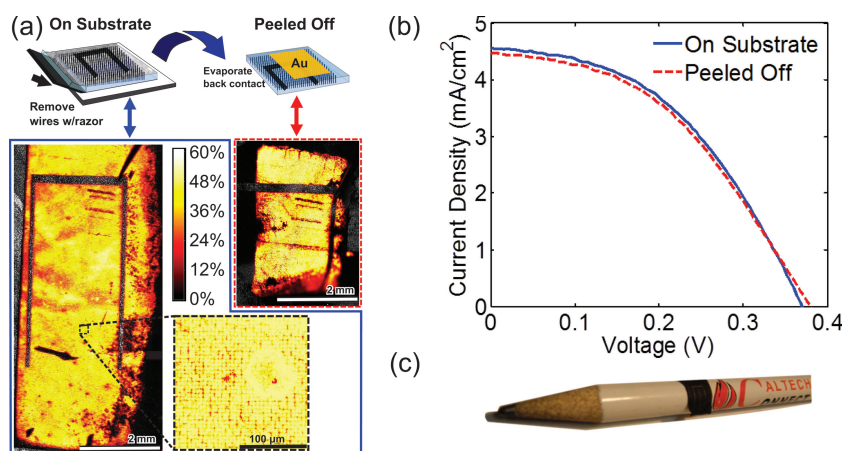 (a)
On Substrate
Peeled Off
Remove
wires w/razor
Evaporate
back contact
Au
60%
48%
36%
24%
12%
0%
2 mm
2 mm
100 µm
(b)
Current Density (mA/cm²)
5
4
3
2
1
0
On Substrate
Peeled Off
0
0.1
0.2
0.3
0.4
Voltage (V)
(c)
ALTECH
ONNECT